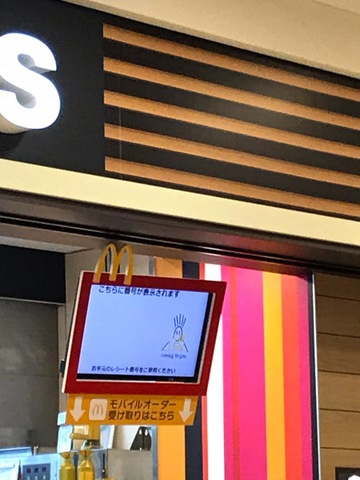 S
こちらに番号が表示されます
お手元のレシート番号をご参照ください
モバイルオーダー
受け取りはこちら